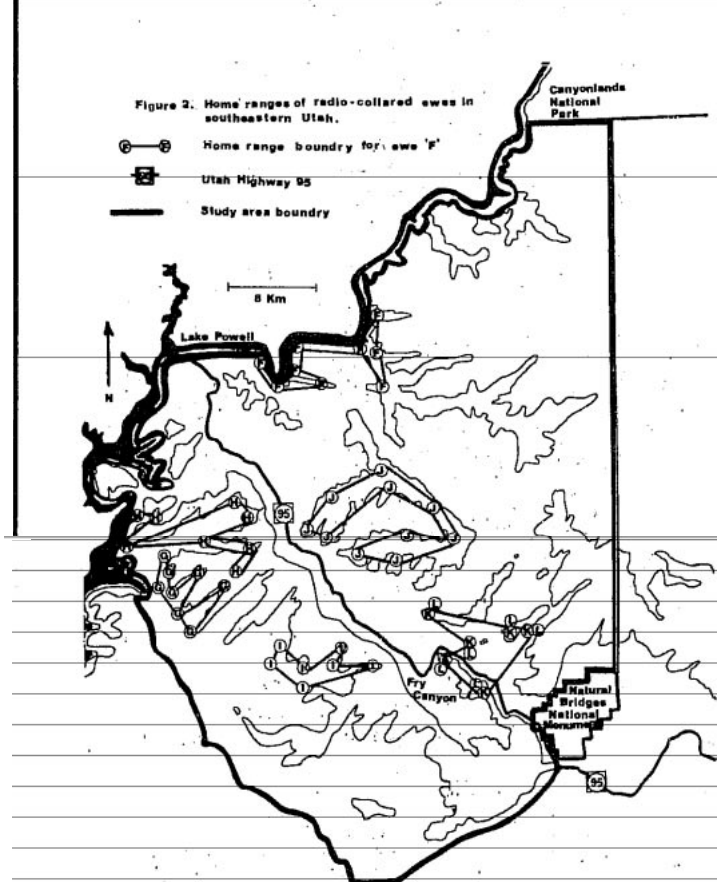 Canyonlands
National
Park
Figure 2. Home ranges of radio-collared ewes in
southeastern Utah.
F F Home range boundry for ewe 'F'
95 Utah Highway 95
Study area boundry
8 Km
Lake Powell
N
F
F
F
F
F
F
F
F
F
J
J
J
J
H
H
H
H
95
J
J
J
H
H
H
H
J
J
J
G
G
G
G
G
G
G
G
L
K
L
K
K
L
K
L
I
I
I
I
I
I
I
L
L
K
Fry
Canyon
Natural
Bridges
National
Monument
95